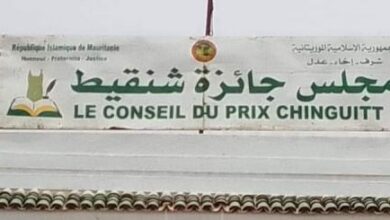 République Islamique de Mauritanie
Honneur - Fraternité - Justice
الجمهورية الإسلامية الموريتانية
شرف - إخاء - عدل
مجلس جائزة شنقيط
LE CONSEIL DU PRIX CHINGUITT